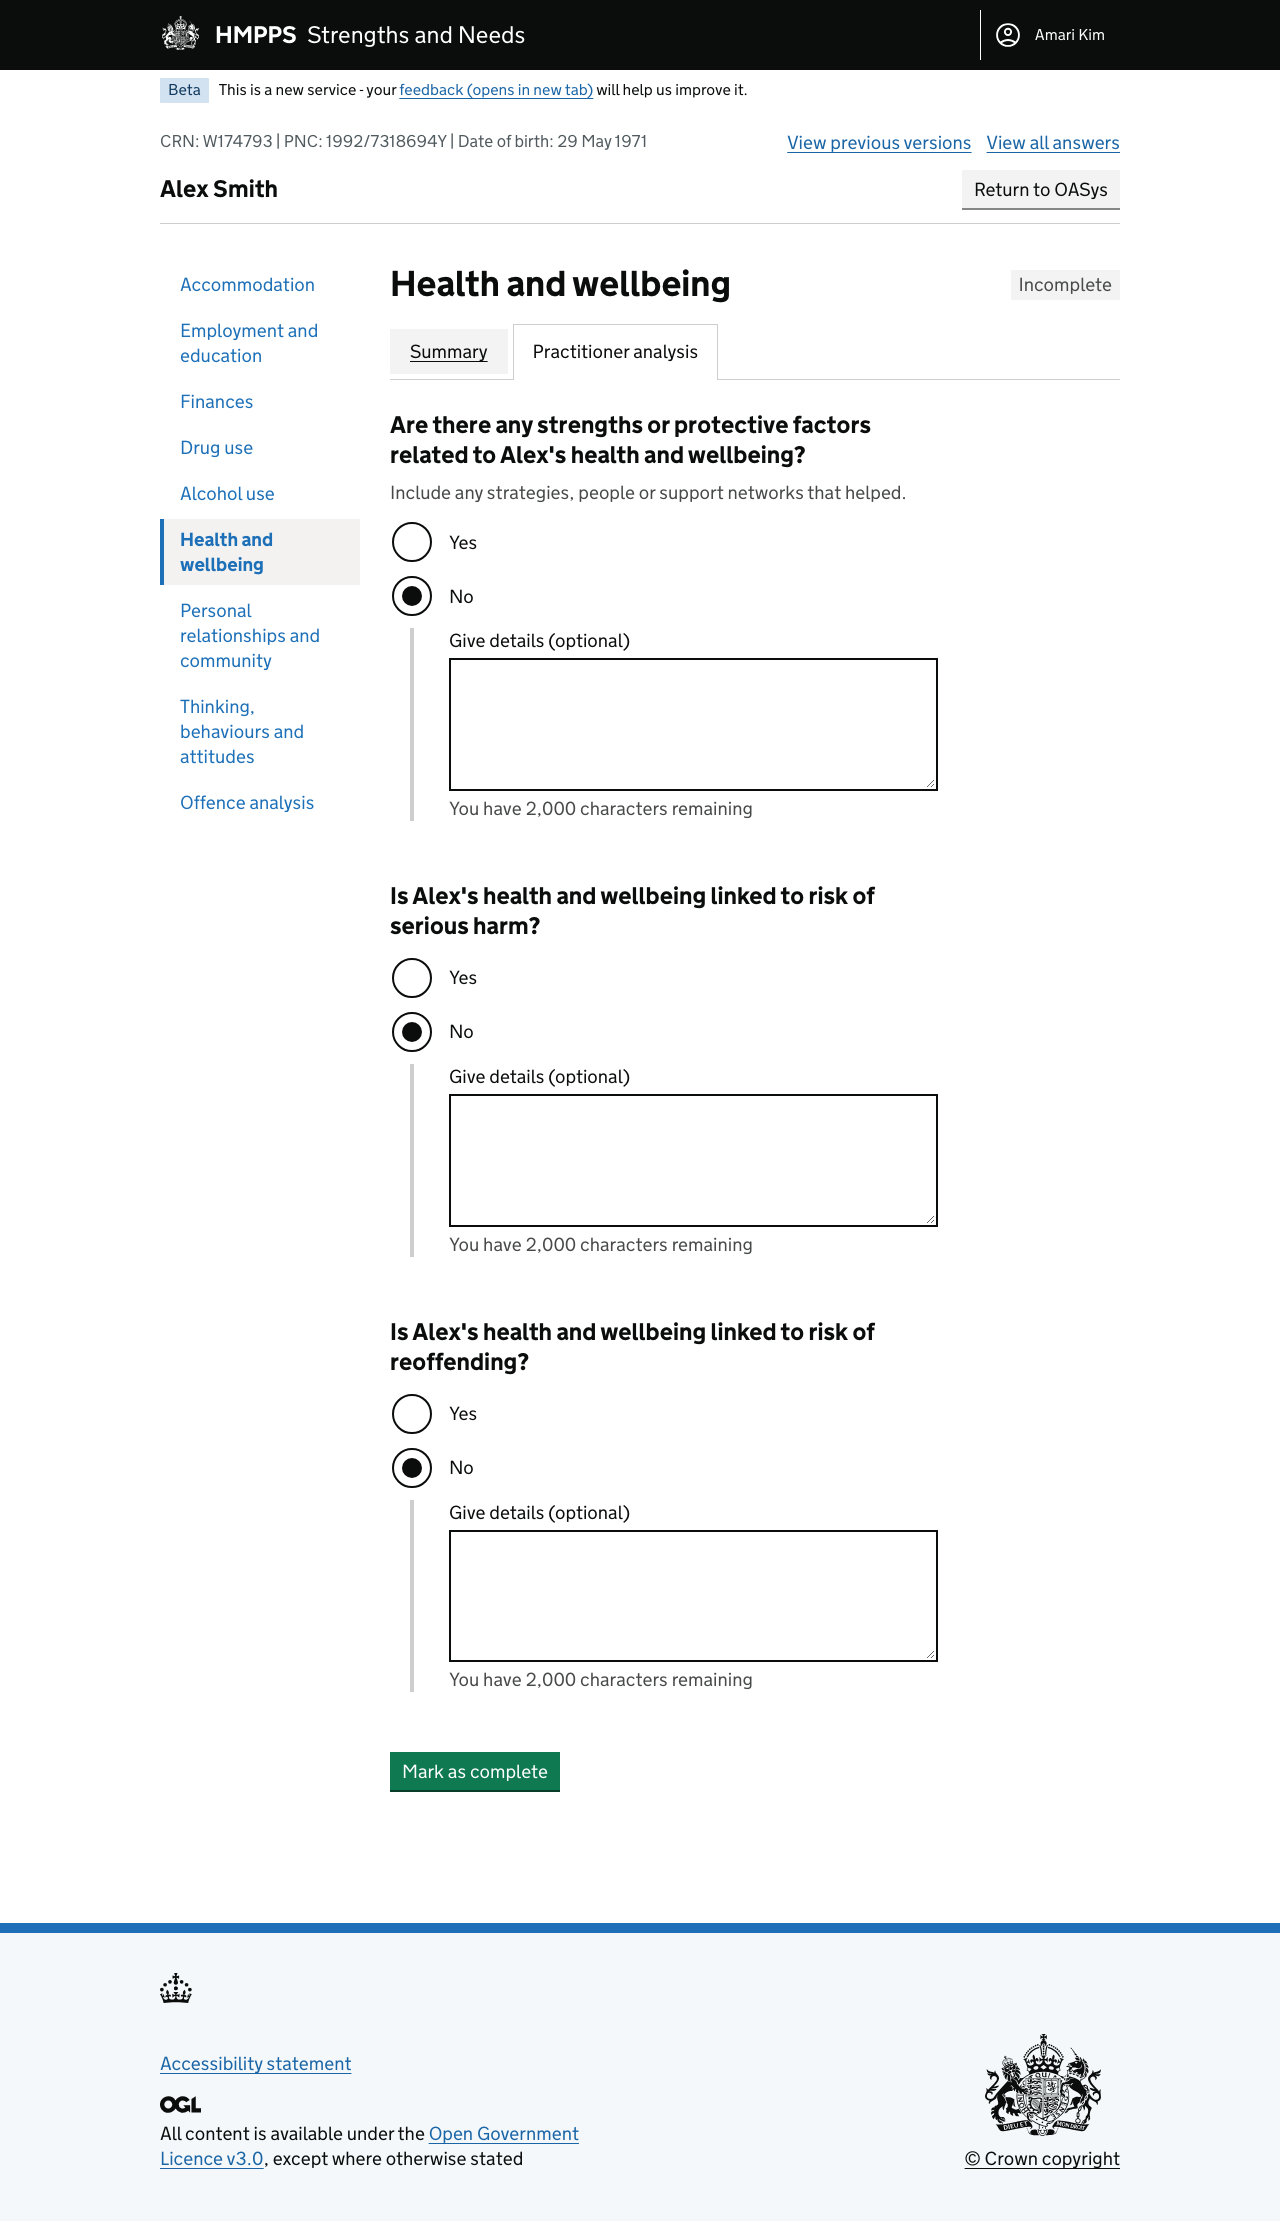 HMPPS Strengths and Needs
Amari Kim
Beta This is a new service - your feedback (opens in new tab) will help us improve it.
CRN: W174793 | PNC: 1992/7318694Y | Date of birth: 29 May 1971
View previous versions View all answers
Alex Smith
Return to OASys
Accommodation
Employment and
education
Finances
Drug use
Alcohol use
Health and
wellbeing
Personal
relationships and
community
Thinking,
behaviours and
attitudes
Offence analysis
Health and wellbeing
Incomplete
Summary Practitioner analysis
Are there any strengths or protective factors
related to Alex's health and wellbeing?
Include any strategies, people or support networks that helped.
Yes
No
Give details (optional)
You have 2,000 characters remaining
Is Alex's health and wellbeing linked to risk of
serious harm?
Yes
No
Give details (optional)
You have 2,000 characters remaining
Is Alex's health and wellbeing linked to risk of
reoffending?
Yes
No
Give details (optional)
You have 2,000 characters remaining
Mark as complete
Accessibility statement
OGL
All content is available under the Open Government
Licence v3.0, except where otherwise stated
© Crown copyright